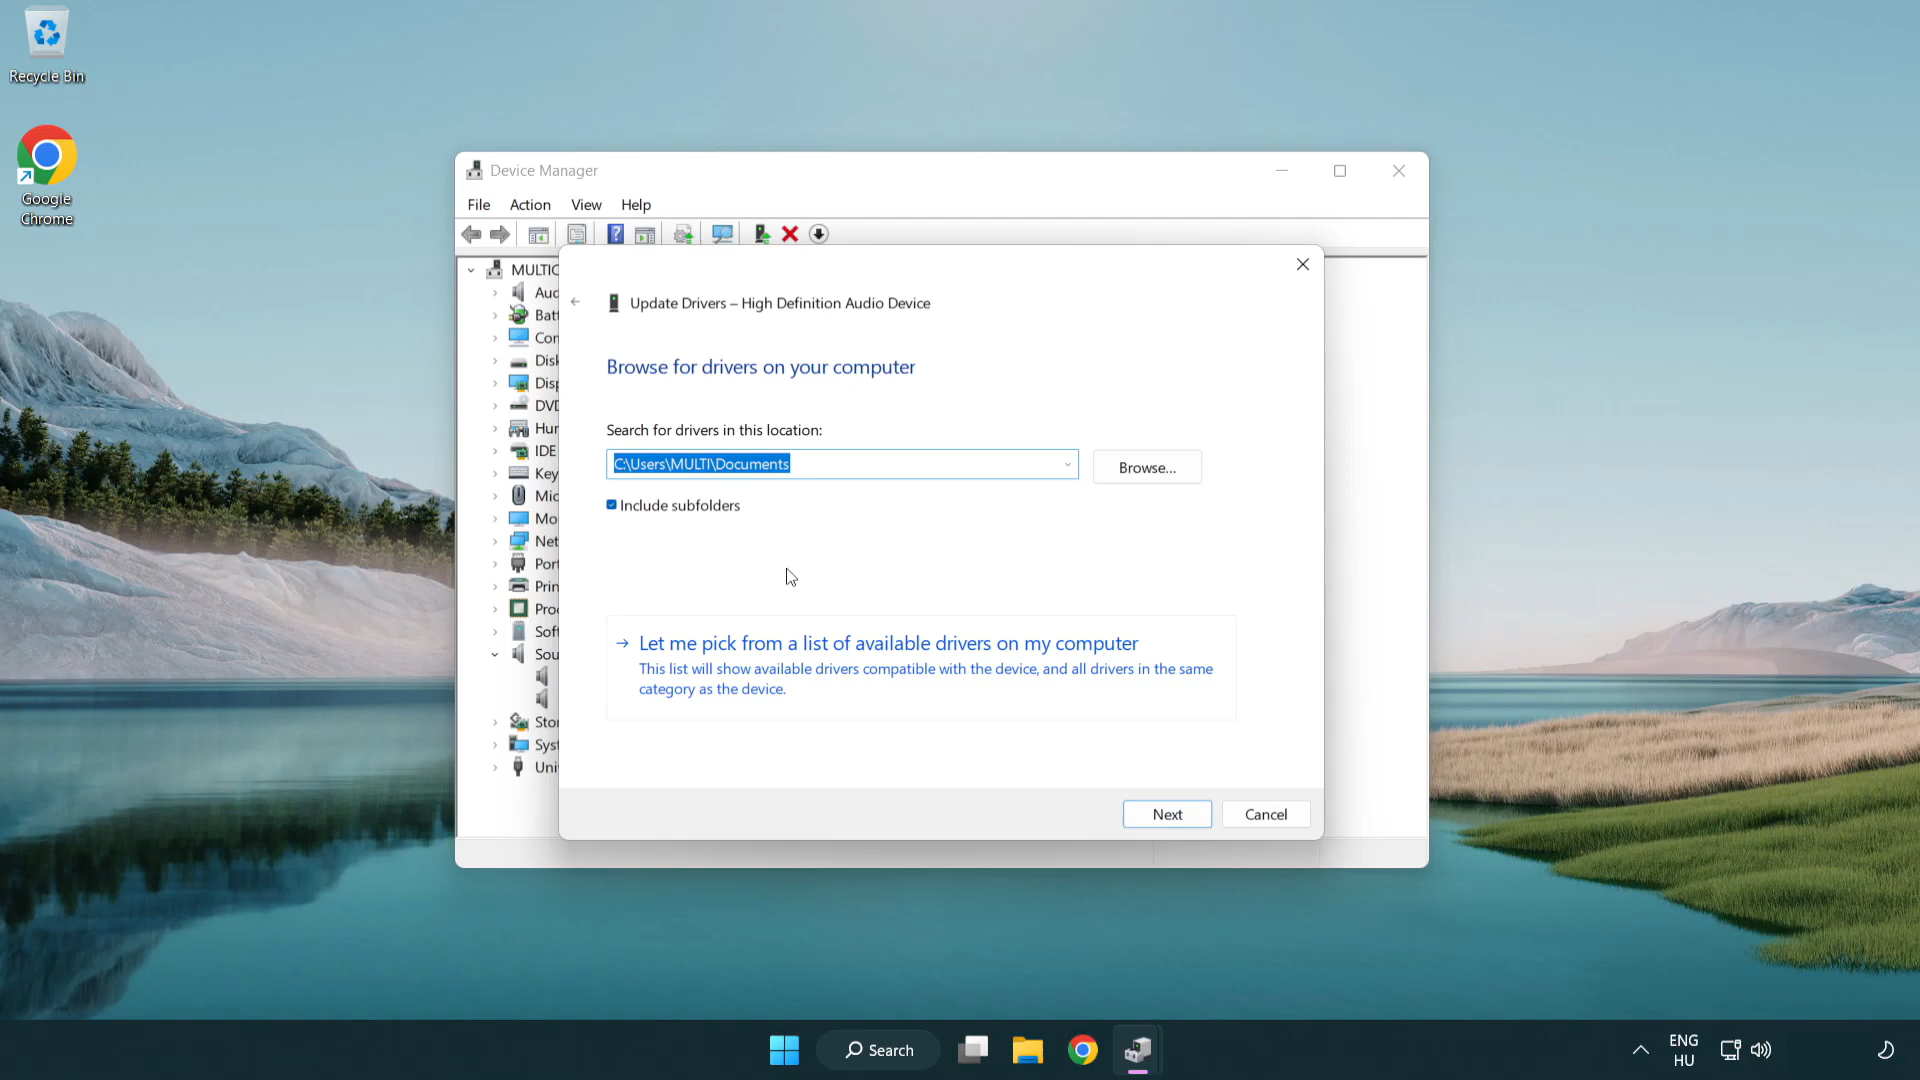 Recycle Bin
Google
Chrome
Device Manager
File Action View Help
MULTIC
Aud
Batt
Con
Disk
Disp
DVD
Hur
IDE
Key
Mic
Mo
Net
Port
Prin
Proc
Soft
Sou
Stor
Syst
Uni
Update Drivers – High Definition Audio Device
Browse for drivers on your computer
Search for drivers in this location:
C:\Users\MULTI\Documents
Browse...
Include subfolders
Let me pick from a list of available drivers on my computer
This list will show available drivers compatible with the device, and all drivers in the same
category as the device.
Next
Cancel
Search
ENG
HU